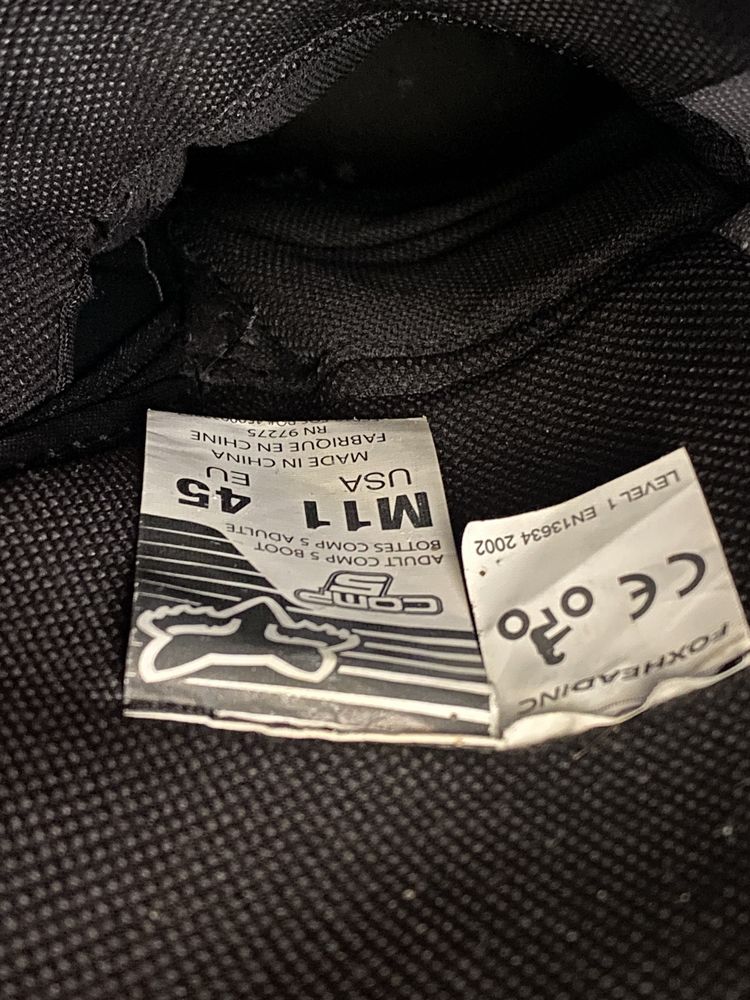 COMP 5
ADULT COMP 5 BOOT
BOTTES COMP 5 ADULTE
M11 45
USA EU
MADE IN CHINA
FABRIQUE EN CHINE
RN 97275
FOXHEADINC
CE
LEVEL 1 EN13634 2002